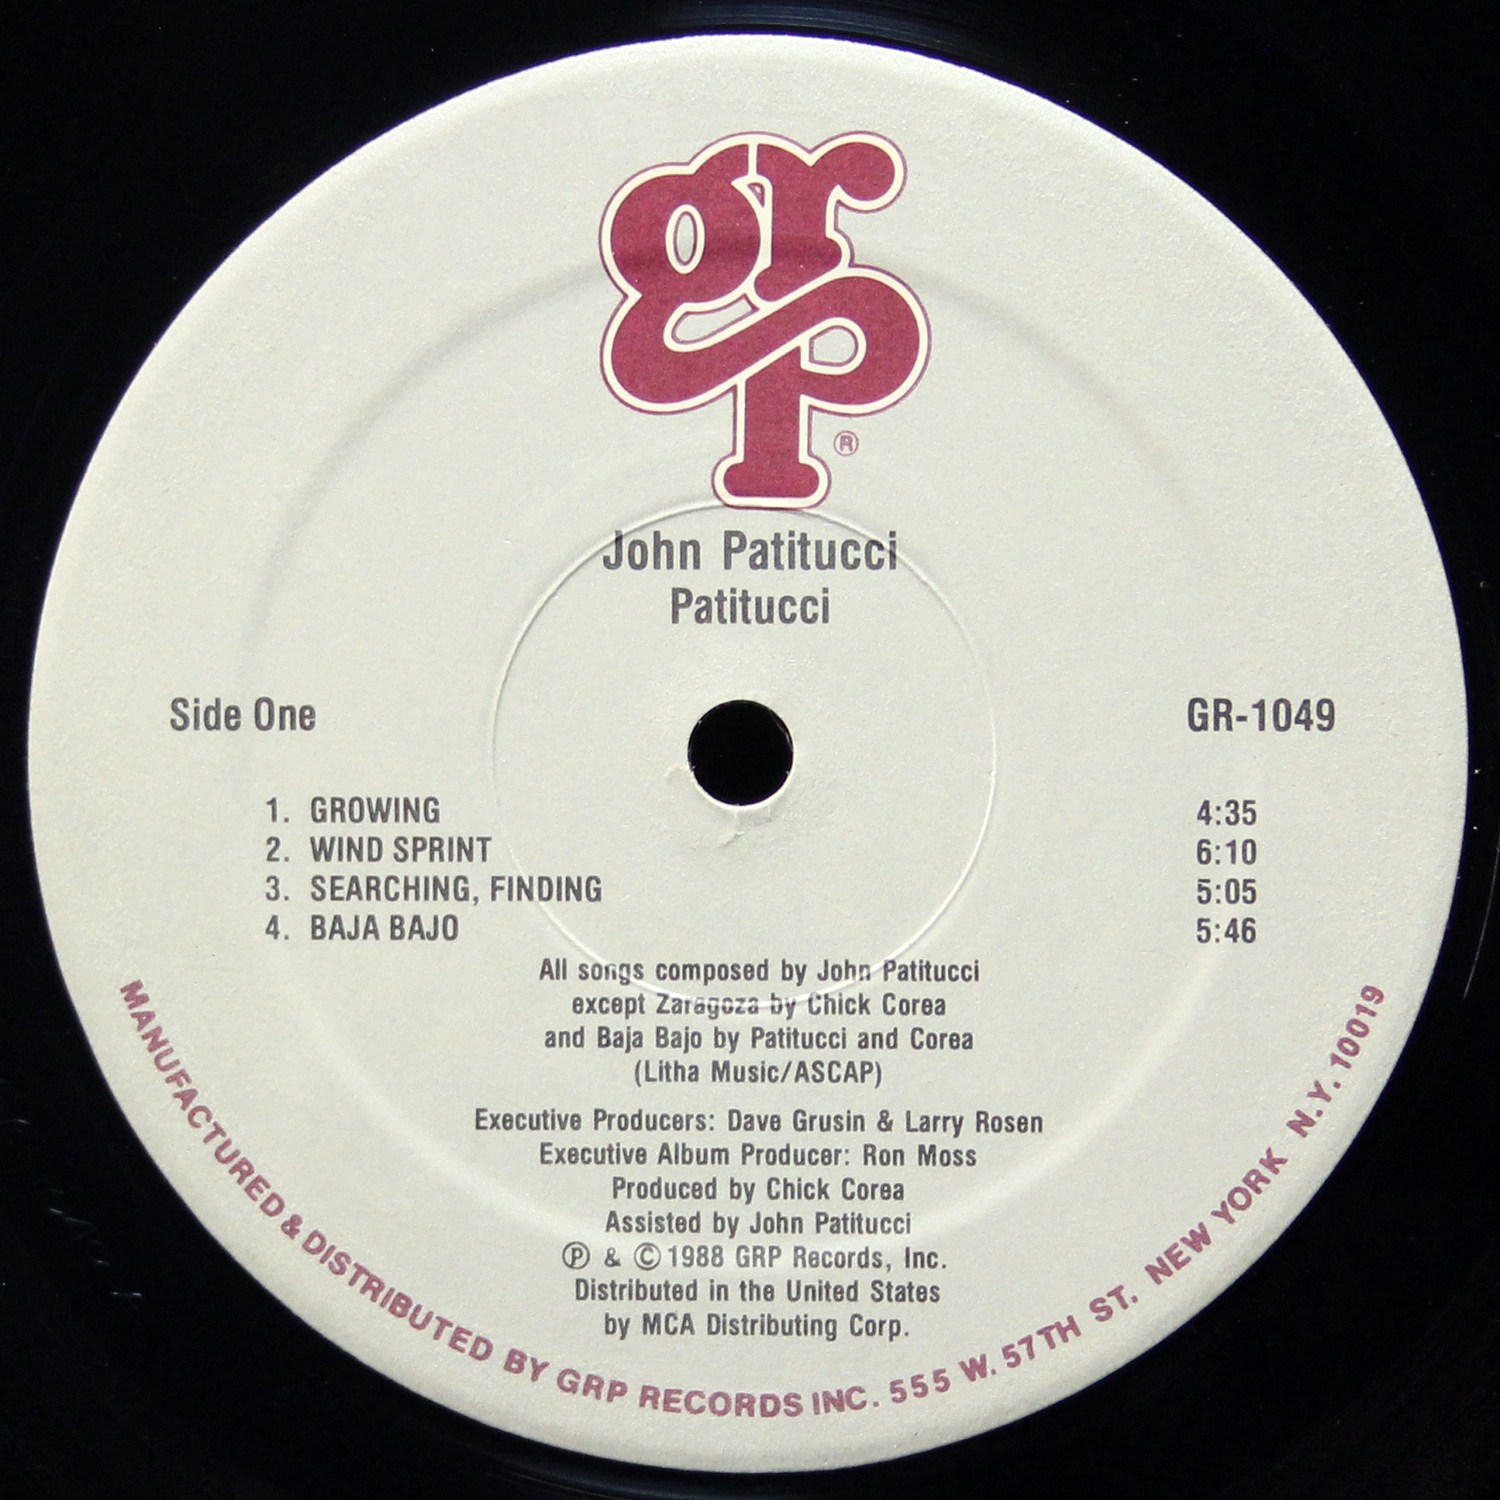 grp
®
John Patitucci
Patitucci
Side One
GR-1049
1. GROWING 4:35
2. WIND SPRINT 6:10
3. SEARCHING, FINDING 5:05
4. BAJA BAJO 5:46
All songs composed by John Patitucci
except Zaragoza by Chick Corea
and Baja Bajo by Patitucci and Corea
(Litha Music/ASCAP)
Executive Producers: Dave Grusin & Larry Rosen
Executive Album Producer: Ron Moss
Produced by Chick Corea
Assisted by John Patitucci
℗ & © 1988 GRP Records, Inc.
Distributed in the United States
by MCA Distributing Corp.
MANUFACTURED & DISTRIBUTED BY GRP RECORDS INC. 555 W. 57TH ST. NEW YORK N.Y. 10019